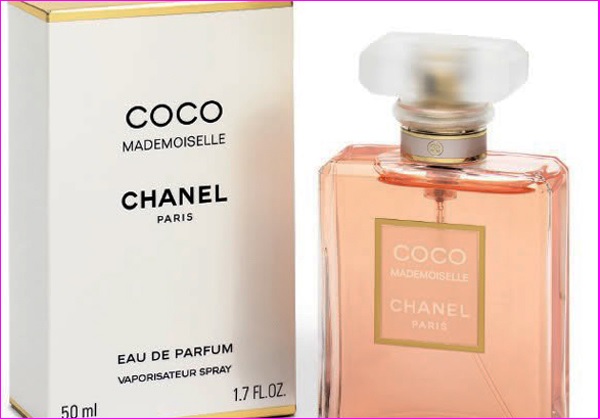 COCO
MADEMOISELLE
CHANEL
PARIS
EAU DE PARFUM
VAPORISATEUR SPRAY
50 ml
1.7 FL.OZ.
COCO
MADEMOISELLE
CHANEL
PARIS